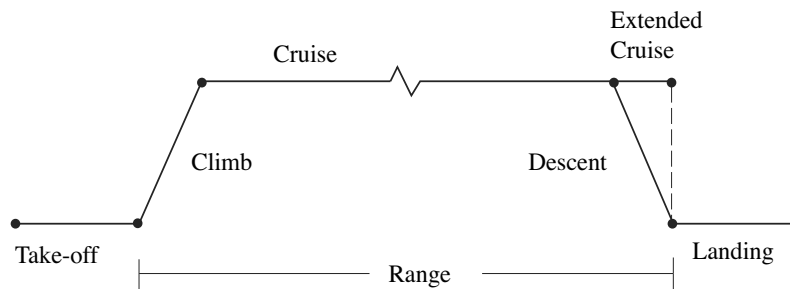 Extended
Cruise
Cruise
Climb
Descent
Take-off
Landing
Range